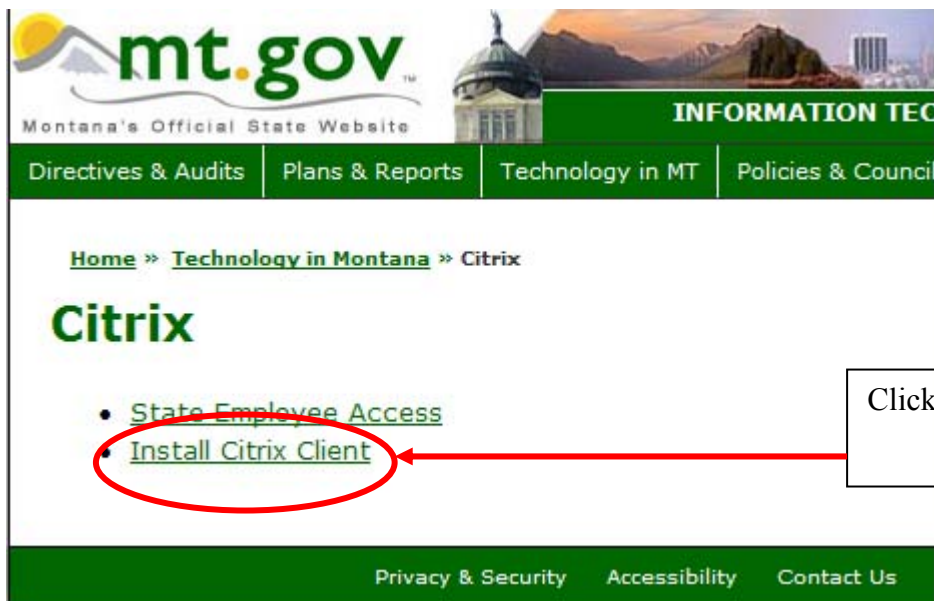 mt.gov™
Montana's Official State Website
INFORMATION TEC
Directives & Audits Plans & Reports Technology in MT Policies & Council
Home » Technology in Montana » Citrix
Citrix
• State Employee Access
• Install Citrix Client
Click
Privacy & Security Accessibility Contact Us